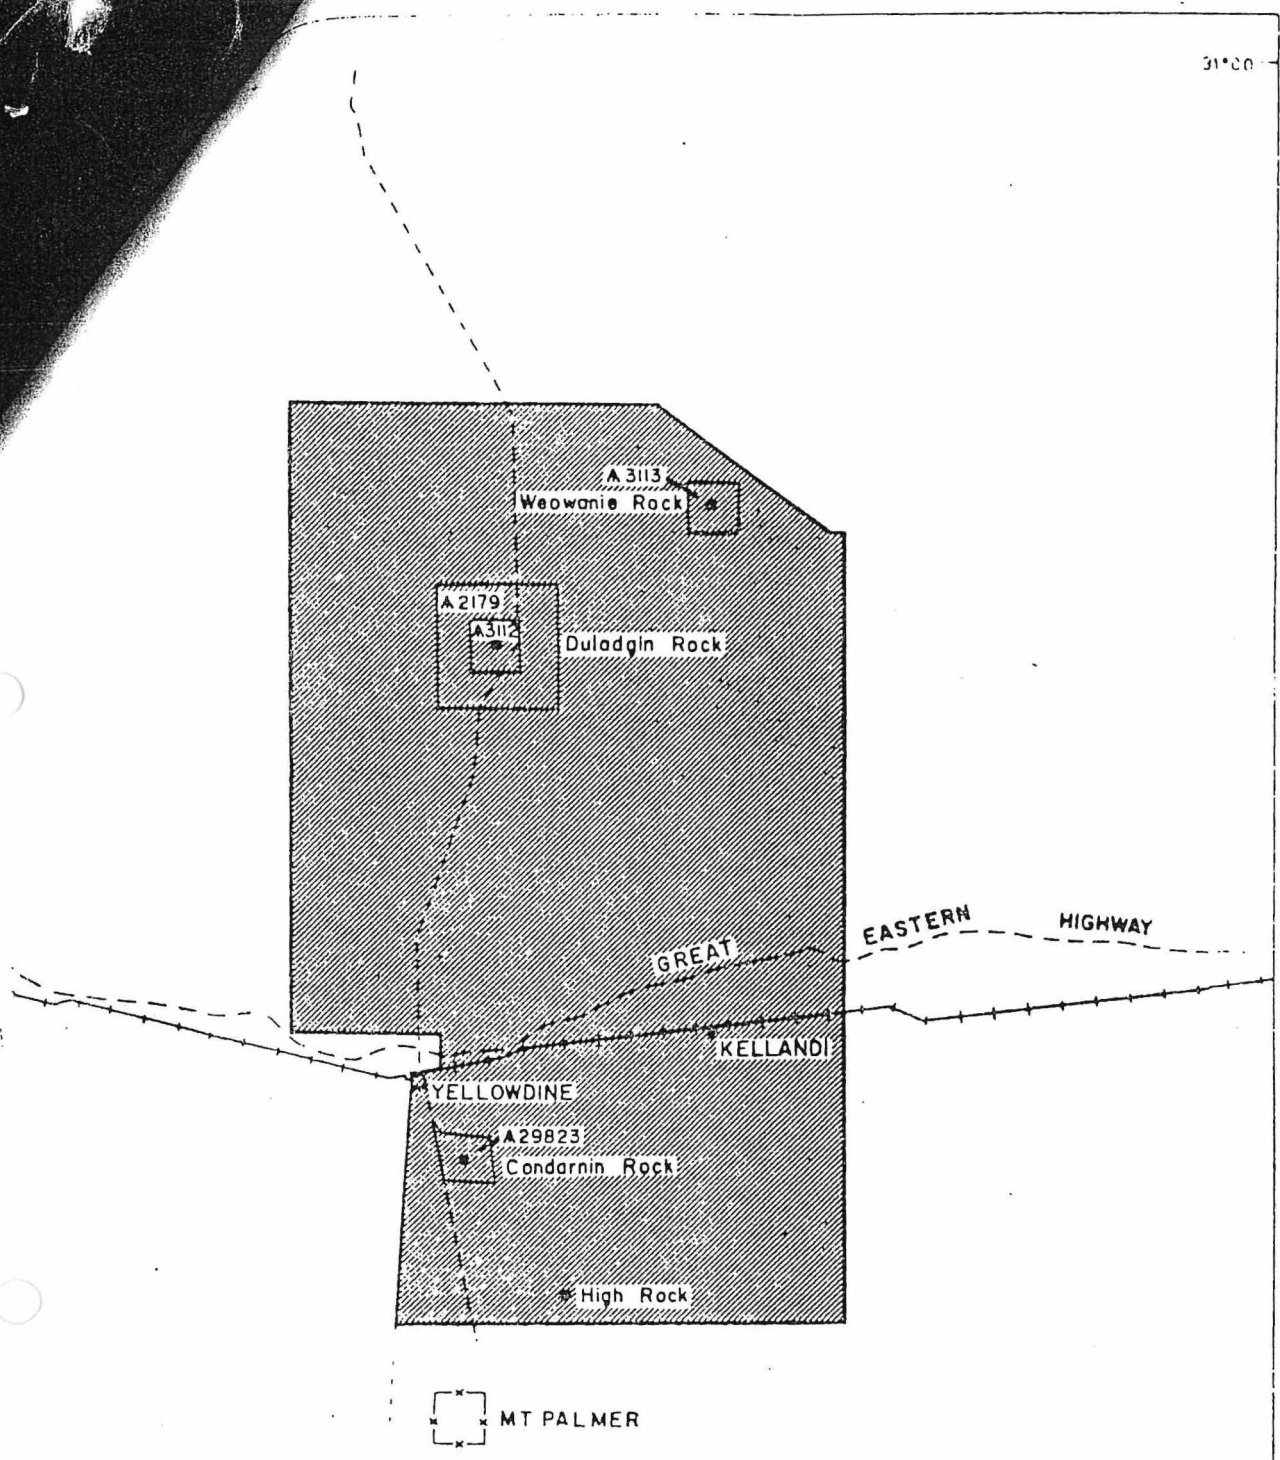 31°00
A 3113
Weowanie Rock
A 2179
A3112
Duladgin Rock
EASTERN
HIGHWAY
GREAT
KELLANDI
YELLOWDINE
A 29823
Condarnin Rock
High Rock
MT PALMER